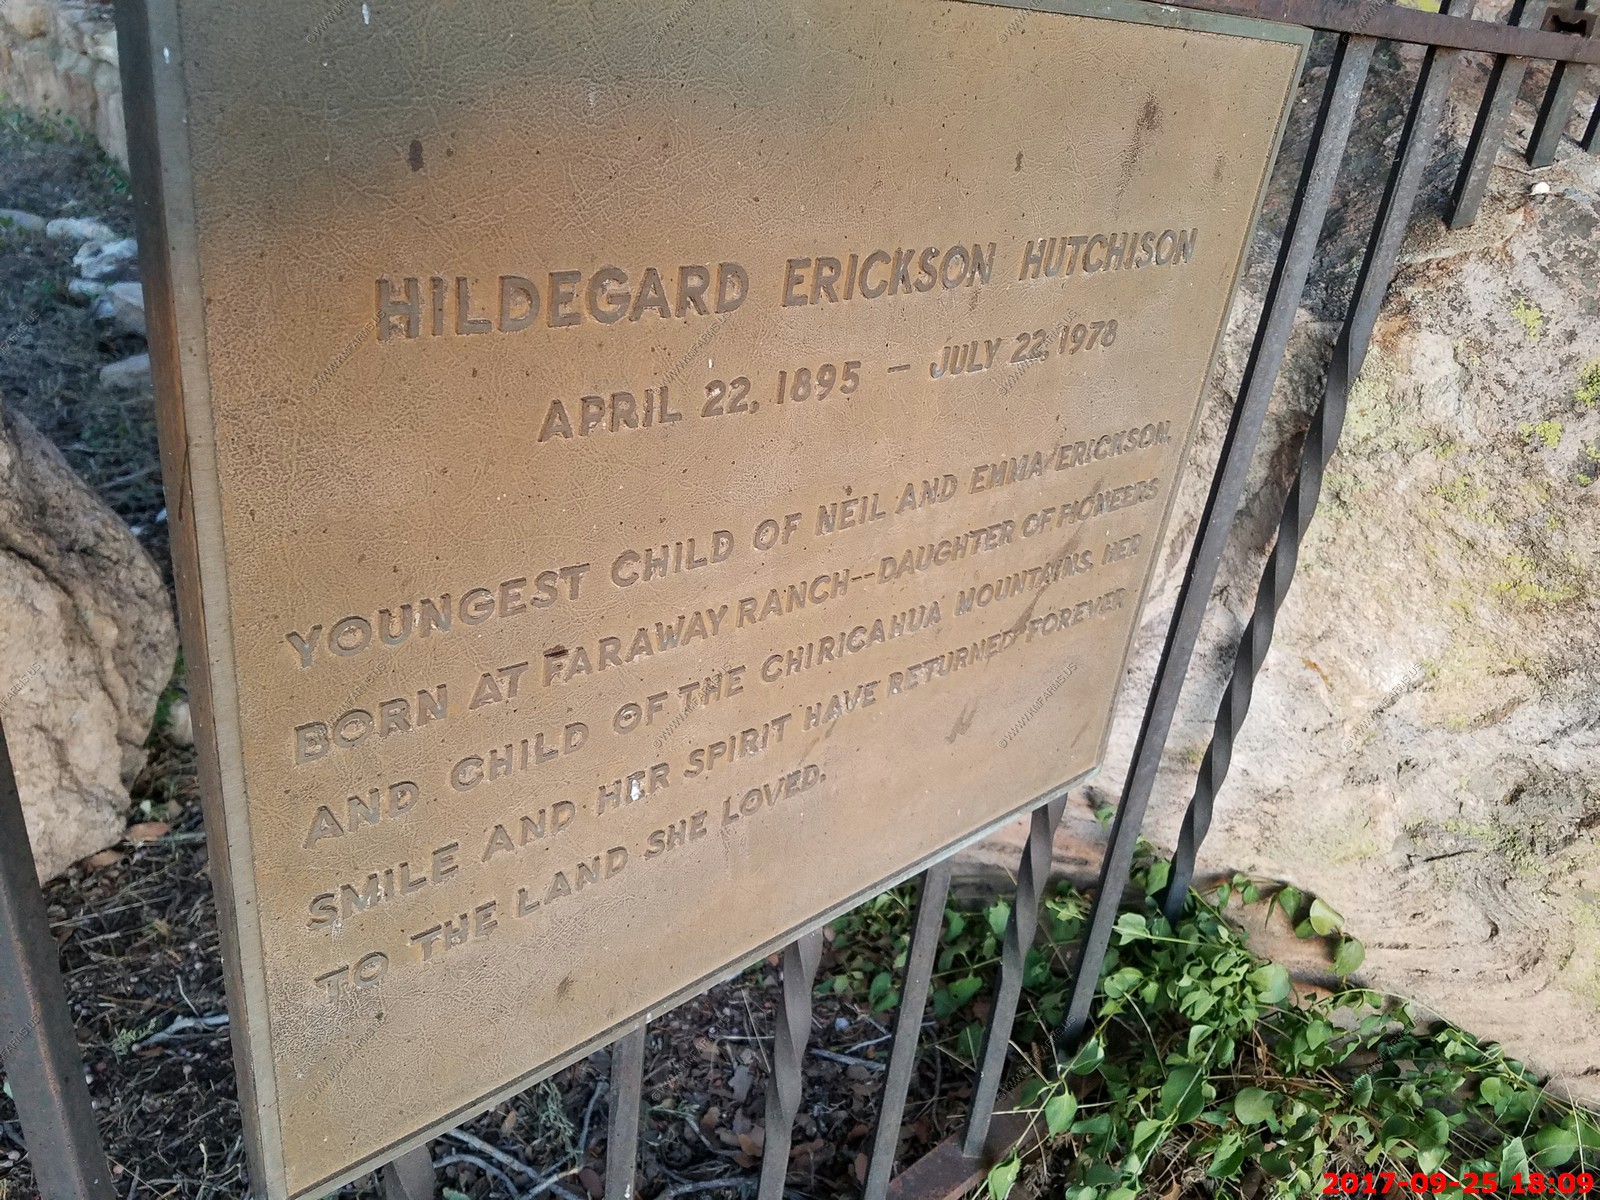 HILDEGARD ERICKSON HUTCHISON
APRIL 22, 1895 – JULY 22, 1978
YOUNGEST CHILD OF NEIL AND EMMA ERICKSON,
BORN AT FARAWAY RANCH--DAUGHTER OF PIONEERS
AND CHILD OF THE CHIRICAHUA MOUNTAINS. HER
SMILE AND HER SPIRIT HAVE RETURNED FOREVER
TO THE LAND SHE LOVED.
2017-09-25 18:09